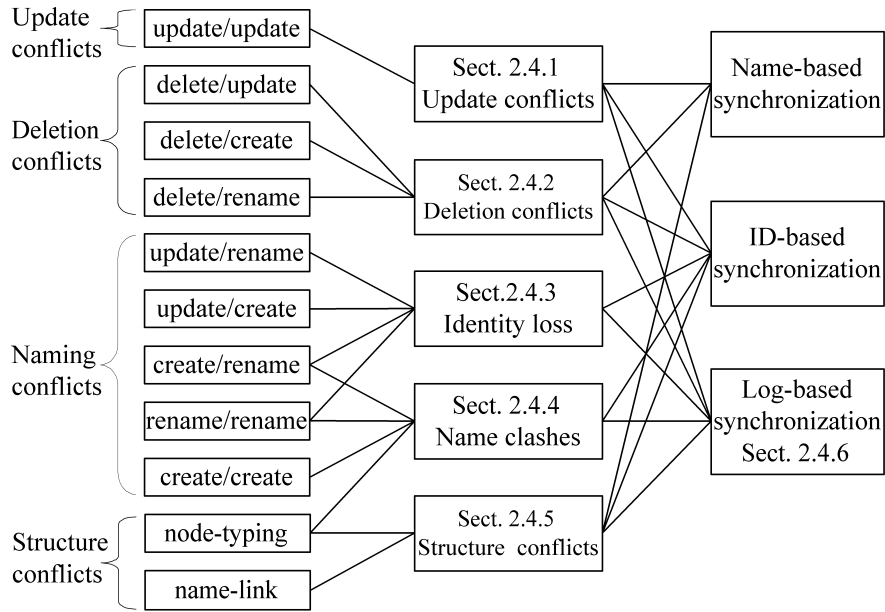 Update
conflicts
Deletion
conflicts
Naming
conflicts
Structure
conflicts
update/update
delete/update
delete/create
delete/rename
update/rename
update/create
create/rename
rename/rename
create/create
node-typing
name-link
Sect. 2.4.1
Update conflicts
Sect. 2.4.2
Deletion conflicts
Sect.2.4.3
Identity loss
Sect. 2.4.4
Name clashes
Sect. 2.4.5
Structure conflicts
Name-based
synchronization
ID-based
synchronization
Log-based
synchronization
Sect. 2.4.6